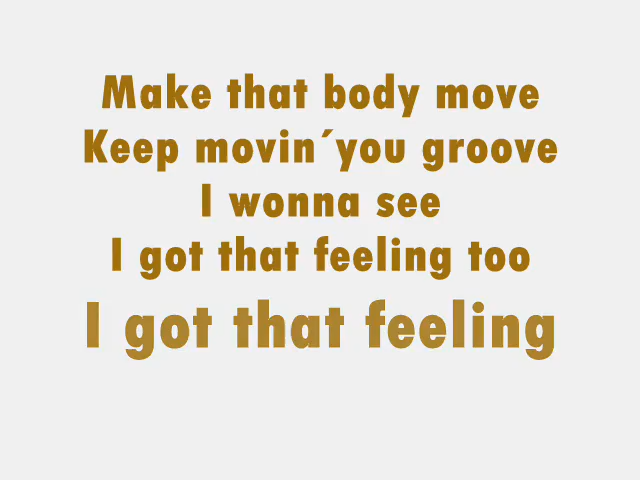 Make that body move
Keep movin´you groove
I wonna see
I got that feeling too
I got that feeling